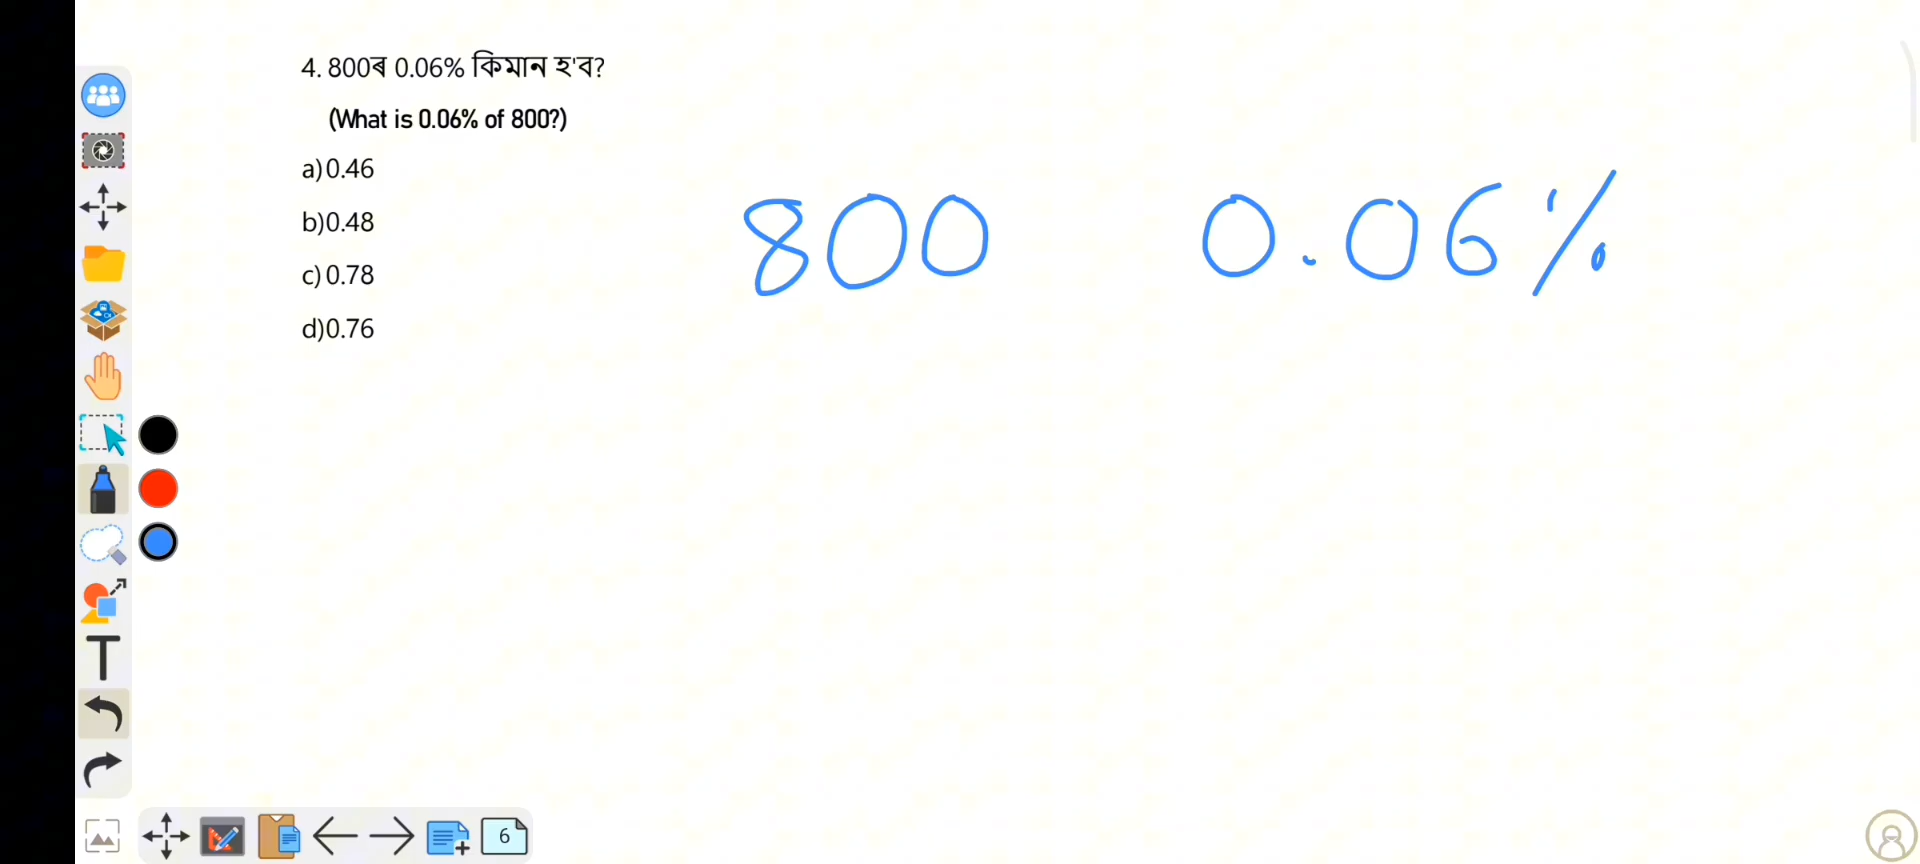 4. 800ৰ 0.06% কিমান হ'ব?
(What is 0.06% of 800?)
a)0.46
b)0.48
c) 0.78
d)0.76
800 0.06%
T
6